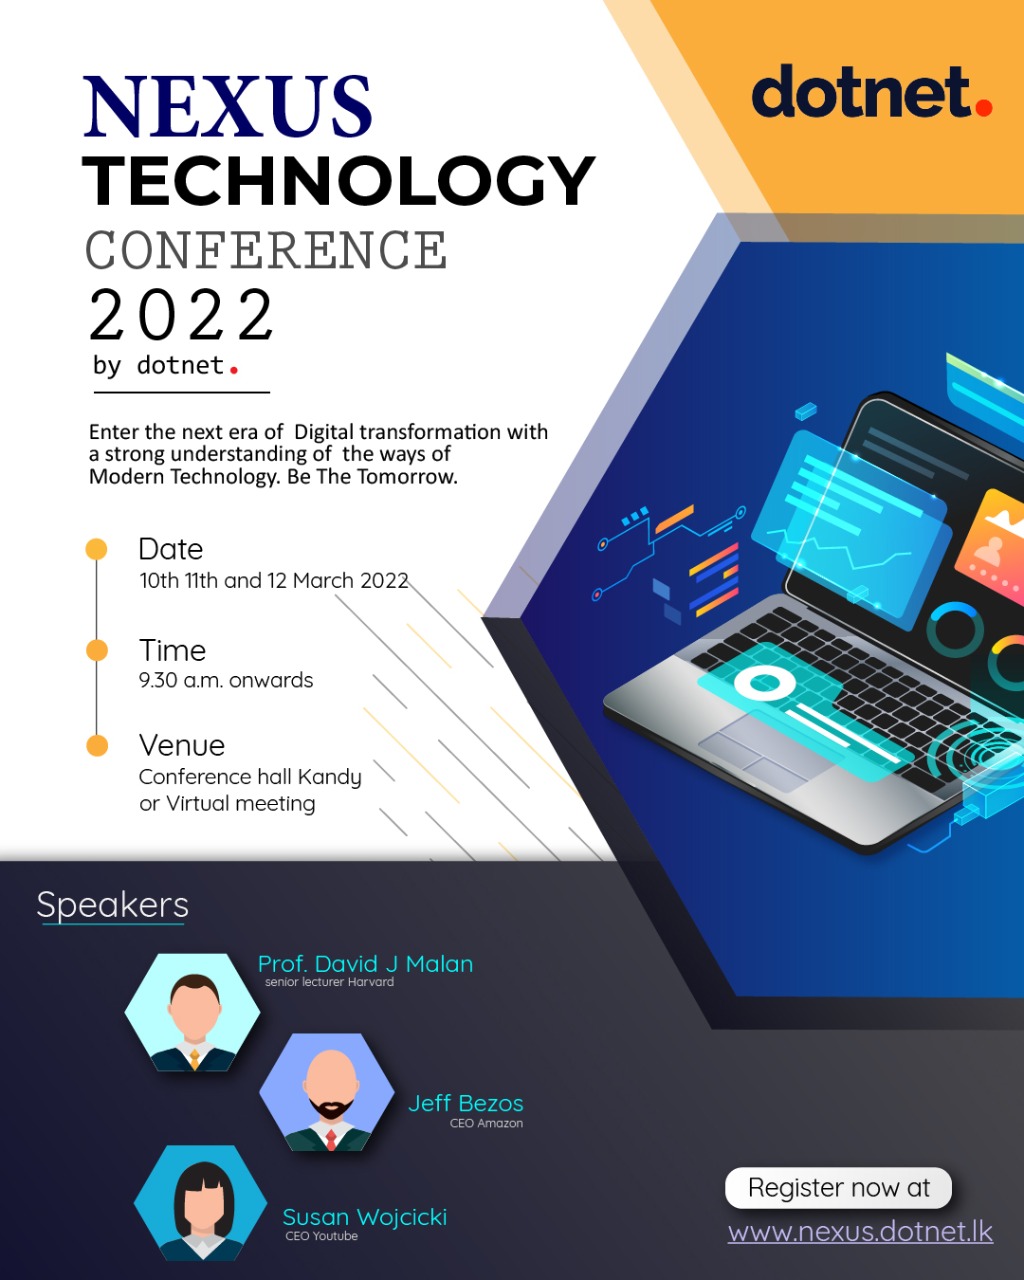 dotnet.
NEXUS
TECHNOLOGY
CONFERENCE
2022
by dotnet.
Enter the next era of  Digital transformation with
a strong understanding of  the ways of
Modern Technology. Be The Tomorrow.
Date
10th 11th and 12 March 2022
Time
9.30 a.m. onwards
Venue
Conference hall Kandy
or Virtual meeting
Speakers
Prof. David J Malan
senior lecturer Harvard
Jeff Bezos
CEO Amazon
Susan Wojcicki
CEO Youtube
Register now at
www.nexus.dotnet.lk